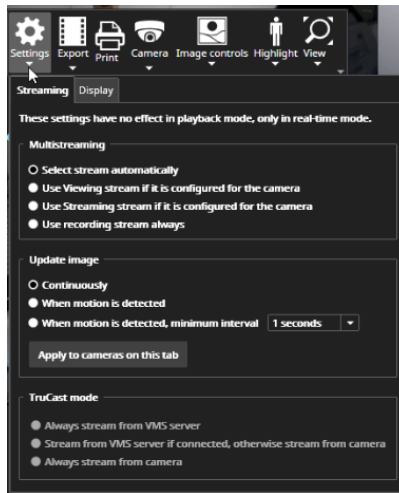 Settings Export Print Camera Image controls Highlight View
Streaming Display
These settings have no effect in playback mode, only in real-time mode.
Multistreaming
Select stream automatically
Use Viewing stream if it is configured for the camera
Use Streaming stream if it is configured for the camera
Use recording stream always
Update image
Continuously
When motion is detected
When motion is detected, minimum interval 1 seconds
Apply to cameras on this tab
TruCast mode
Always stream from VMS server
Stream from VMS server if connected, otherwise stream from camera
Always stream from camera